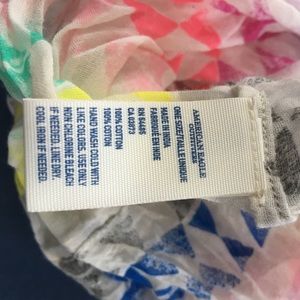 AMERICAN EAGLE
OUTFITTERS
ONE SIZE/TAILLE UNIQUE
MADE IN INDIA
FABRIQUÉ EN INDE
RN 54485
CA 03973
100% COTTON
100% COTON
HAND WASH COLD WITH
LIKE COLORS. USE ONLY
NON CHLORINE BLEACH
IF NEEDED. LINE DRY.
COOL IRON IF NEEDED.